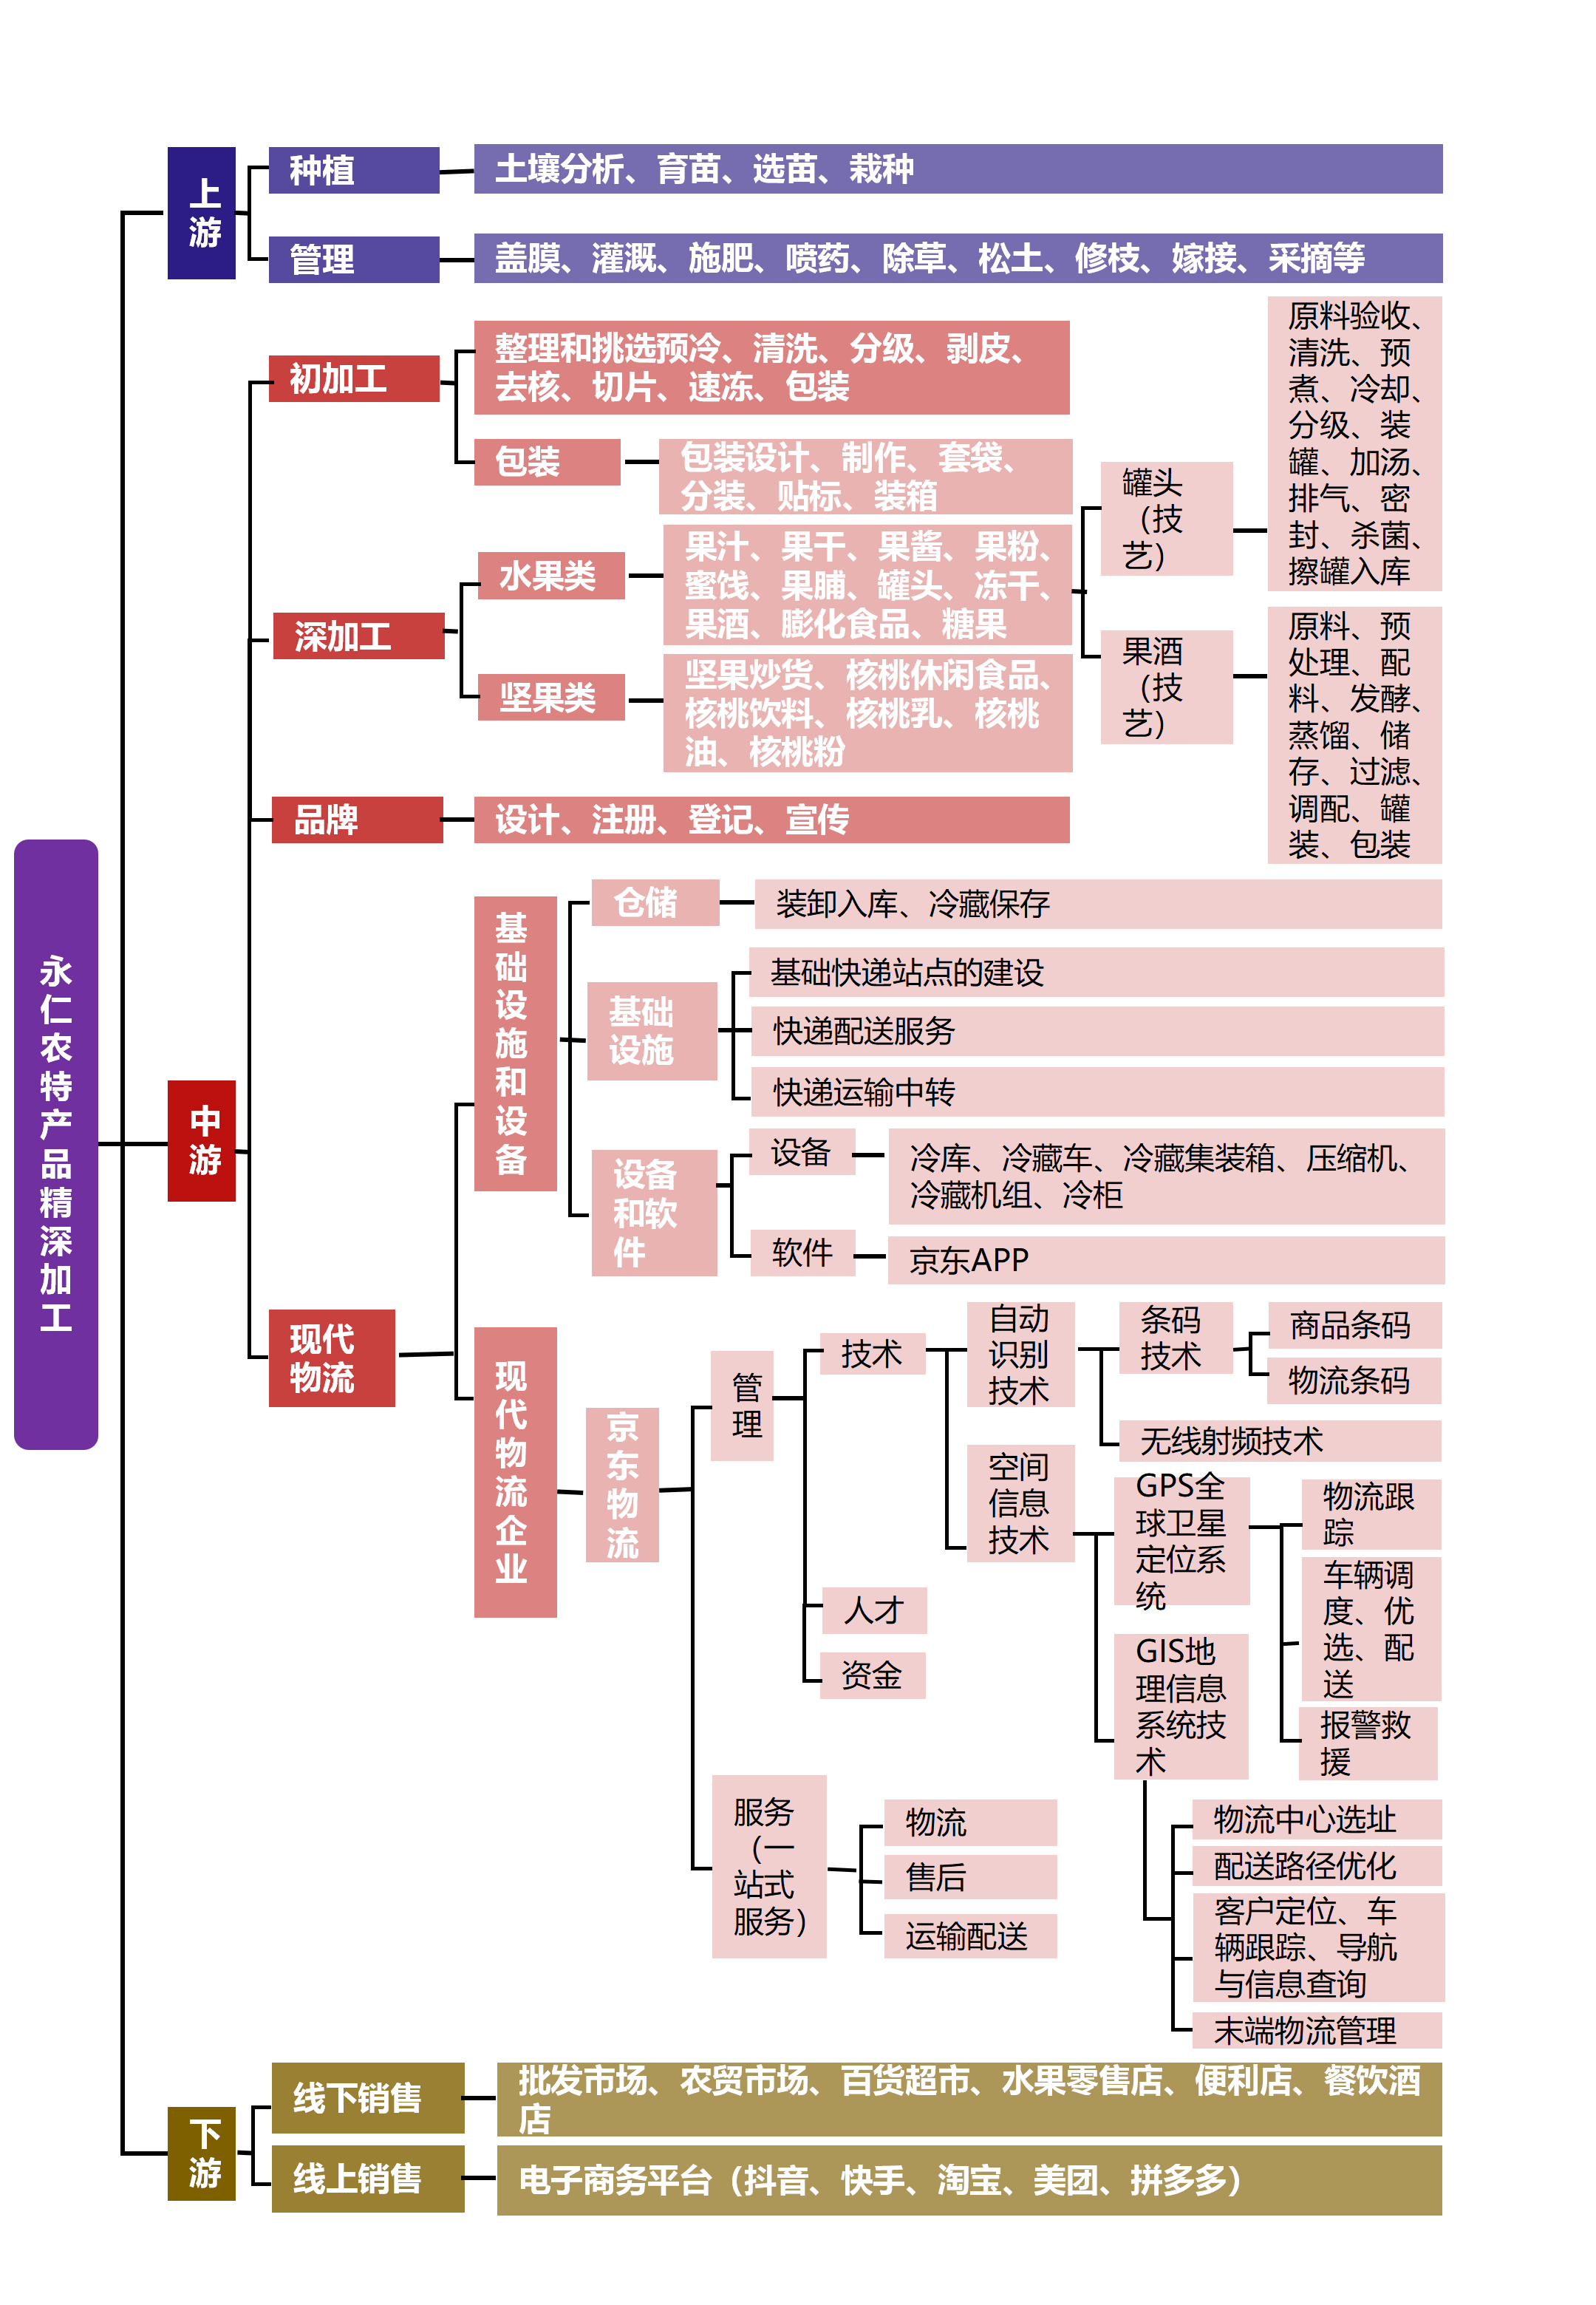 永仁农特产品精深加工
上
游
种植
土壤分析、育苗、选苗、栽种
管理
盖膜、灌溉、施肥、喷药、除草、松土、修枝、嫁接、采摘等
中
游
初加工
整理和挑选预冷、清洗、分级、剥皮、
去核、切片、速冻、包装
包装
包装设计、制作、套袋、
分装、贴标、装箱
深加工
水果类
果汁、果干、果酱、果粉、
蜜饯、果脯、罐头、冻干、
果酒、膨化食品、糖果
罐头
（技
艺）
原料验收、
清洗、预
煮、冷却、
分级、装
罐、加汤、
排气、密
封、杀菌、
擦罐入库
果酒
（技
艺）
原料、预
处理、配
料、发酵、
蒸馏、储
存、过滤、
调配、罐
装、包装
坚果类
坚果炒货、核桃休闲食品、
核桃饮料、核桃乳、核桃
油、核桃粉
品牌
设计、注册、登记、宣传
现代
物流
基础设施和设备
仓储
装卸入库、冷藏保存
基础
设施
基础快递站点的建设
快递配送服务
快递运输中转
设备
和软
件
设备
冷库、冷藏车、冷藏集装箱、压缩机、
冷藏机组、冷柜
软件
京东APP
现代物流企业
京东物流
管
理
技术
自动
识别
技术
条码
技术
商品条码
物流条码
无线射频技术
空间
信息
技术
GPS全
球卫星
定位系
统
物流跟
踪
车辆调
度、优
选、配
送
报警救
援
GIS地
理信息
系统技
术
物流中心选址
配送路径优化
客户定位、车
辆跟踪、导航
与信息查询
末端物流管理
人才
资金
服务
（一
站式
服务）
物流
售后
运输配送
下
游
线下销售
批发市场、农贸市场、百货超市、水果零售店、便利店、餐饮酒
店
线上销售
电子商务平台（抖音、快手、淘宝、美团、拼多多）